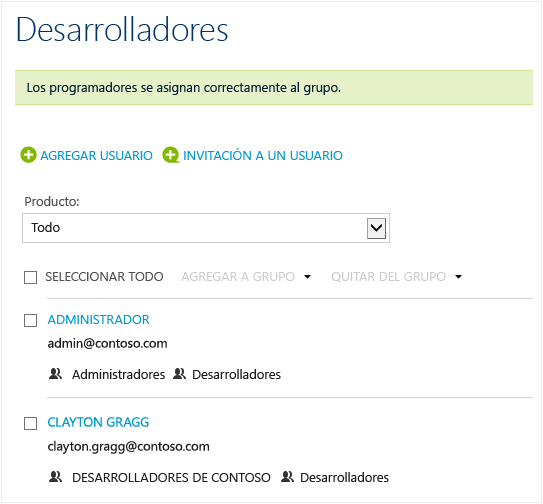 Desarrolladores
Los programadores se asignan correctamente al grupo.
AGREGAR USUARIO INVITACIÓN A UN USUARIO
Producto:
Todo
SELECCIONAR TODO AGREGAR A GRUPO QUITAR DEL GRUPO
ADMINISTRADOR
admin@contoso.com
Administradores Desarrolladores
CLAYTON GRAGG
clayton.gragg@contoso.com
DESARROLLADORES DE CONTOSO Desarrolladores